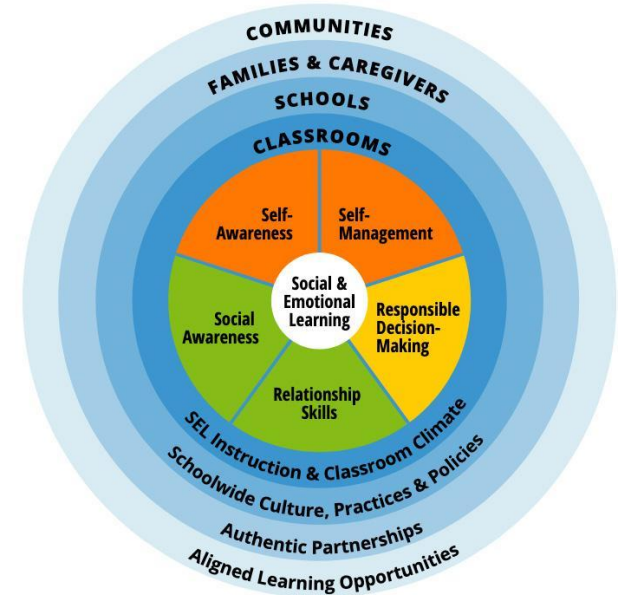 COMMUNITIES
FAMILIES & CAREGIVERS
SCHOOLS
CLASSROOMS
Self-
Awareness
Self-
Management
Social &
Emotional
Learning
Social
Awareness
Responsible
Decision-
Making
Relationship
Skills
SEL Instruction & Classroom Climate
Schoolwide Culture, Practices & Policies
Authentic Partnerships
Aligned Learning Opportunities